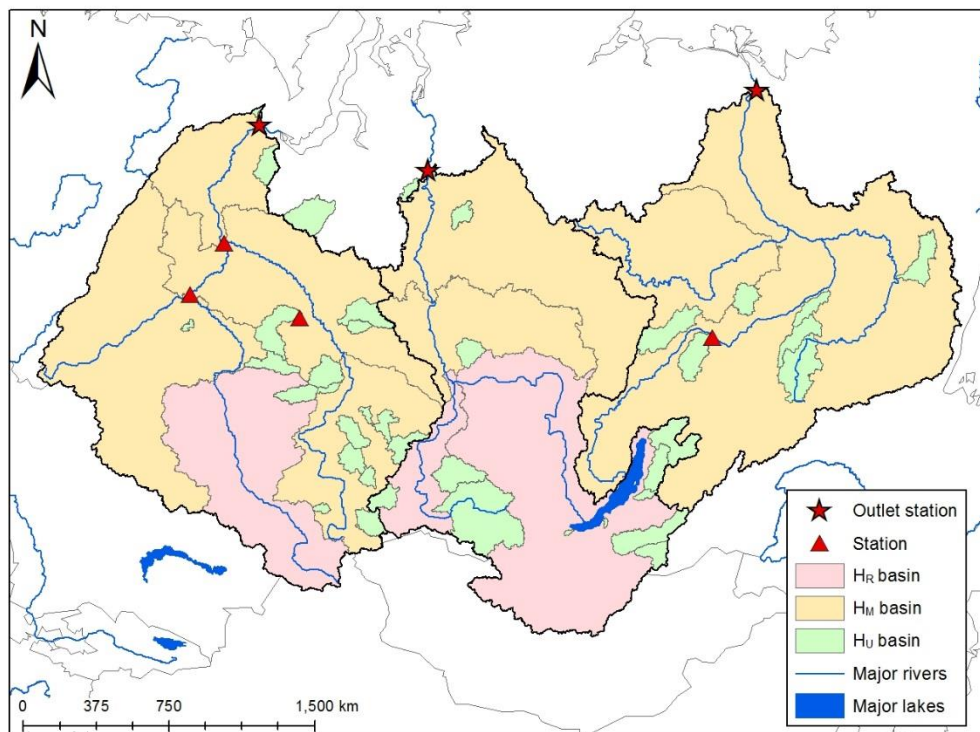 N
Outlet station
Station
HR basin
HM basin
HU basin
Major rivers
Major lakes
0 375 750 1,500 km